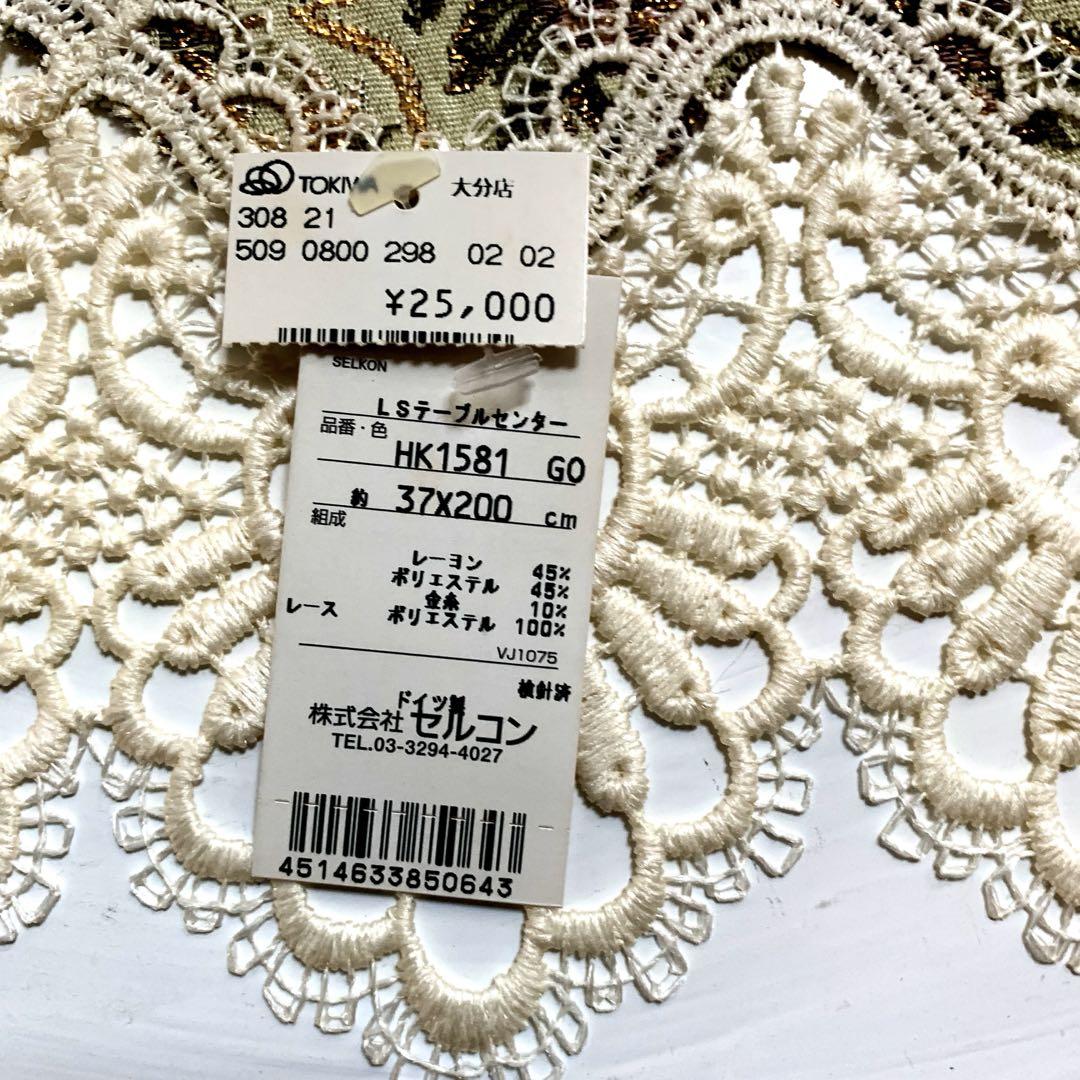 TOKIWA 大分店
308 21
509 0800 298 02 02
¥25,000
SELKON
LSテーブルセンター
品番・色
HK1581 GO
約 37X200 cm
組成
レーヨン 45%
ポリエステル 45%
金糸 10%
レース ポリエステル 100%
VJ1075
検針済
ドイツ製
株式会社 セルコン
TEL.03-3294-4027
4514633850643